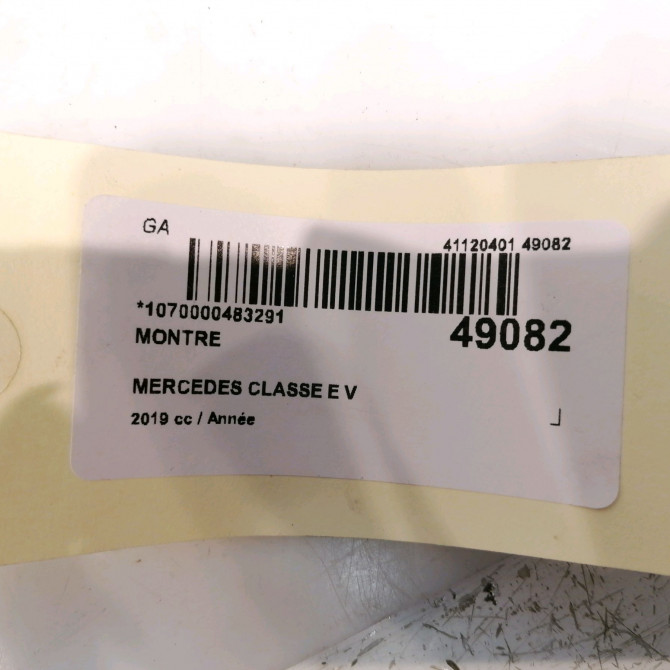 GA
41120401 49082
*1070000483291
49082
MONTRE
MERCEDES CLASSE E V
2019 cc / Année